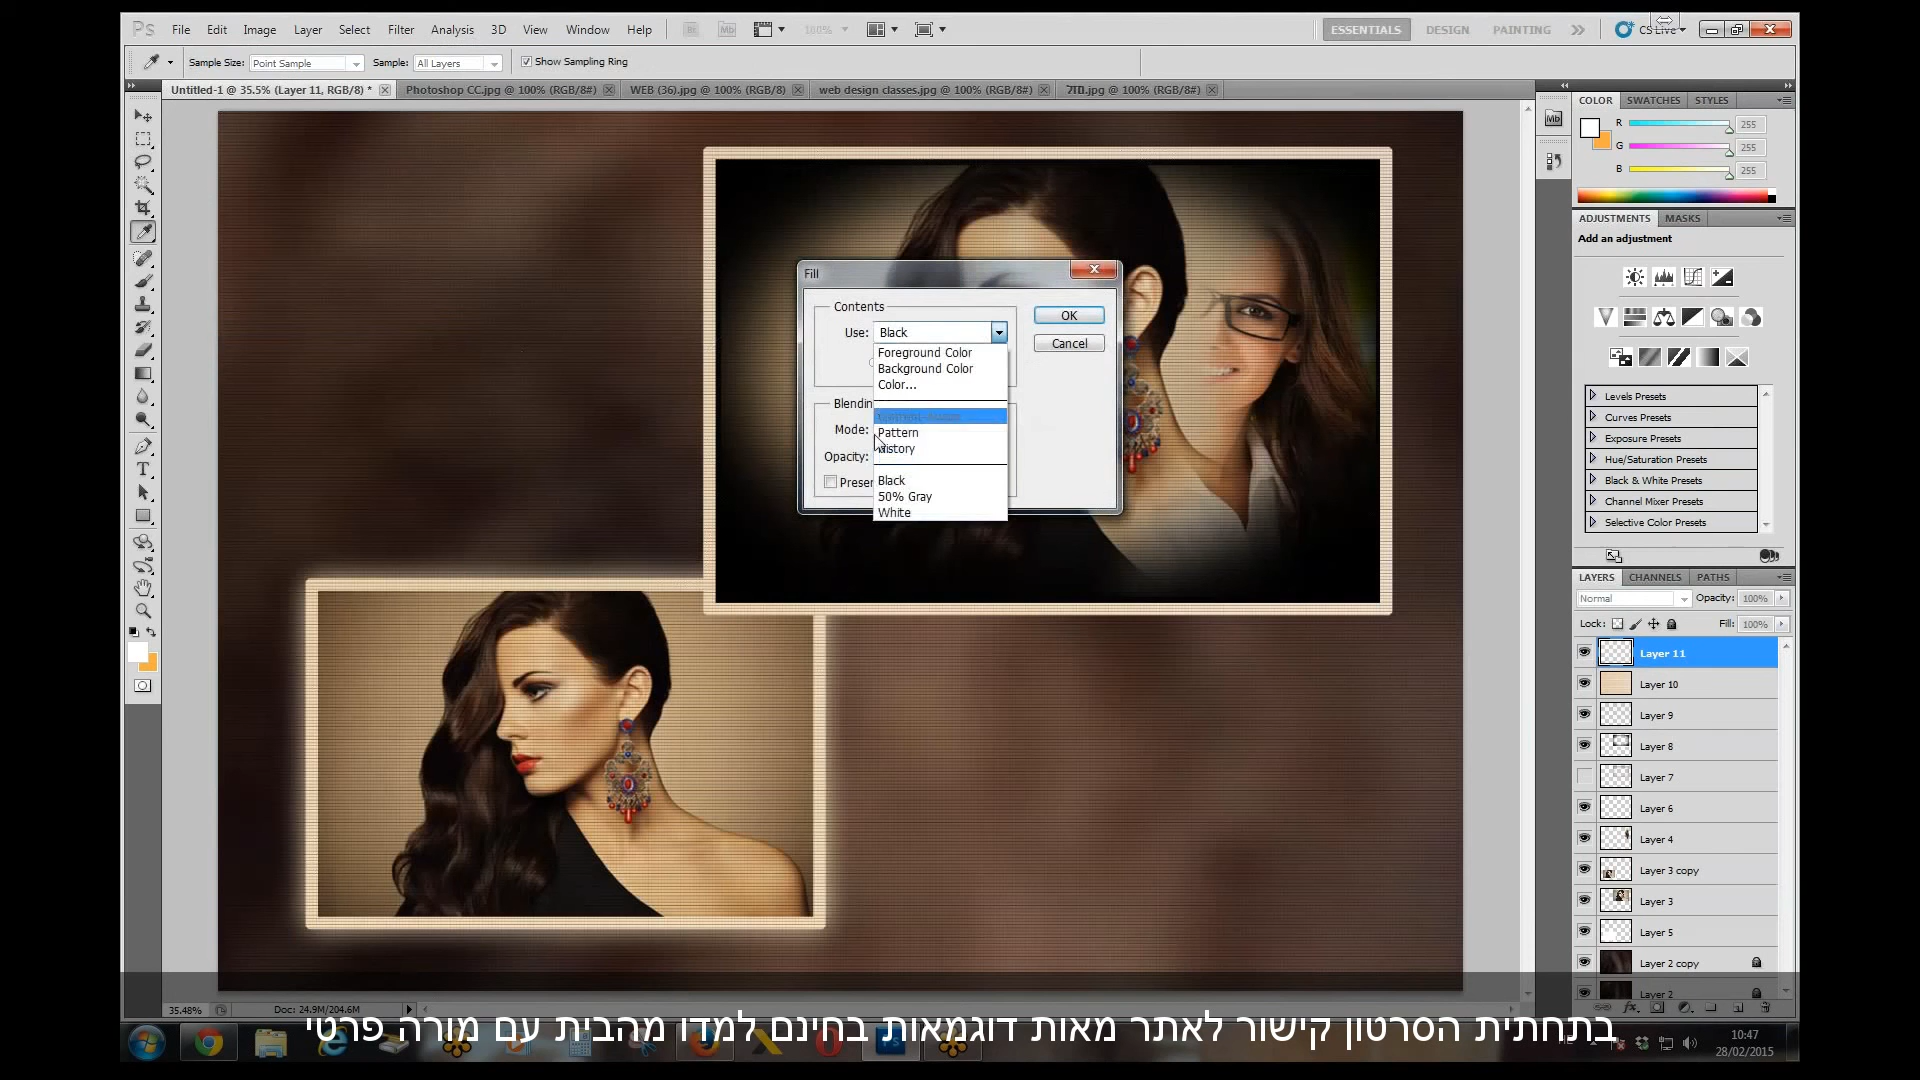 Ps File Edit Image Layer Select Filter Analysis 3D View Window Help Br Mb 100% ESSENTIALS DESIGN PAINTING CS Live
Sample Size: Point Sample Sample: All Layers Show Sampling Ring
Untitled-1 @ 35.5% (Layer 11, RGB/8) * Photoshop CC.jpg @ 100% (RGB/8#) WEB (36).jpg @ 100% (RGB/8) web design classes.jpg @ 100% (RGB/8#) @ 100% (RGB/8#)
COLOR SWATCHES STYLES
Mb
R 255
G 255
B 255
ADJUSTMENTS MASKS
Add an adjustment
Levels Presets
Curves Presets
Exposure Presets
Hue/Saturation Presets
Black & White Presets
Channel Mixer Presets
Selective Color Presets
Fill
Contents
Use: Black
OK
Cancel
Foreground Color
Background Color
Color...
Pattern
History
Black
50% Gray
White
Mode:
Opacity:
LAYERS CHANNELS PATHS
Normal Opacity: 100%
Lock: Fill: 100%
Layer 11
Layer 10
Layer 9
Layer 8
Layer 7
Layer 6
Layer 4
Layer 3 copy
Layer 3
Layer 5
Layer 2 copy
Layer 2
35.48% Doc: 24.9M/204.6M
בתחתית הסרטון קישור לאתר מאות דוגמאות בחינם למדו מהבית עם מורה פרטי
10:47
28/02/2015